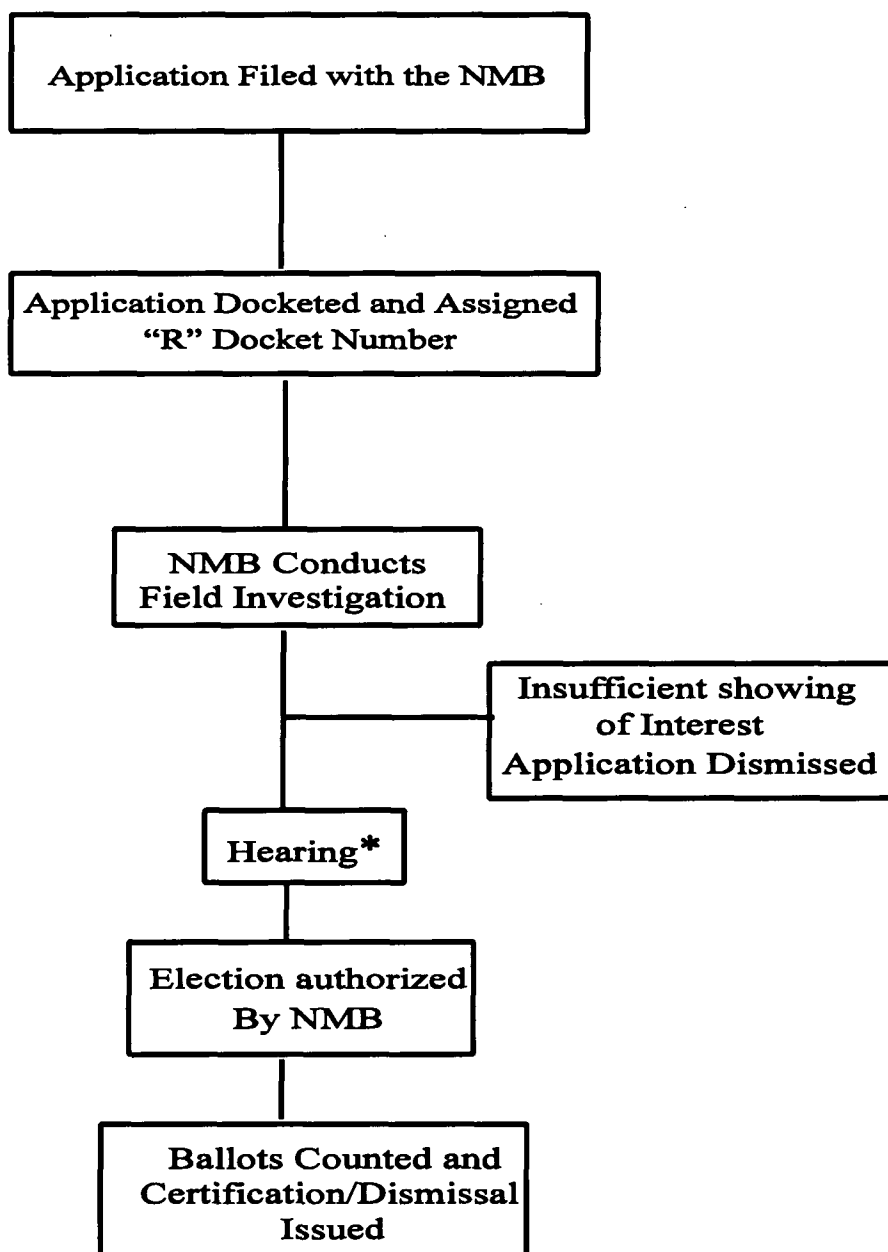 Application Filed with the NMB
Application Docketed and Assigned
“R” Docket Number
NMB Conducts
Field Investigation
Insufficient showing
of Interest
Application Dismissed
Hearing*
Election authorized
By NMB
Ballots Counted and
Certification/Dismissal
Issued